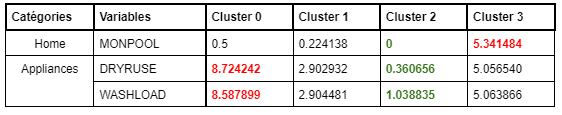 Catégories Variables Cluster 0 Cluster 1 Cluster 2 Cluster 3
Home MONPOOL 0.5 0.224138 0 5.341484
Appliances DRYRUSE 8.724242 2.902932 0.360656 5.056540
WASHLOAD 8.587899 2.904481 1.038835 5.063866